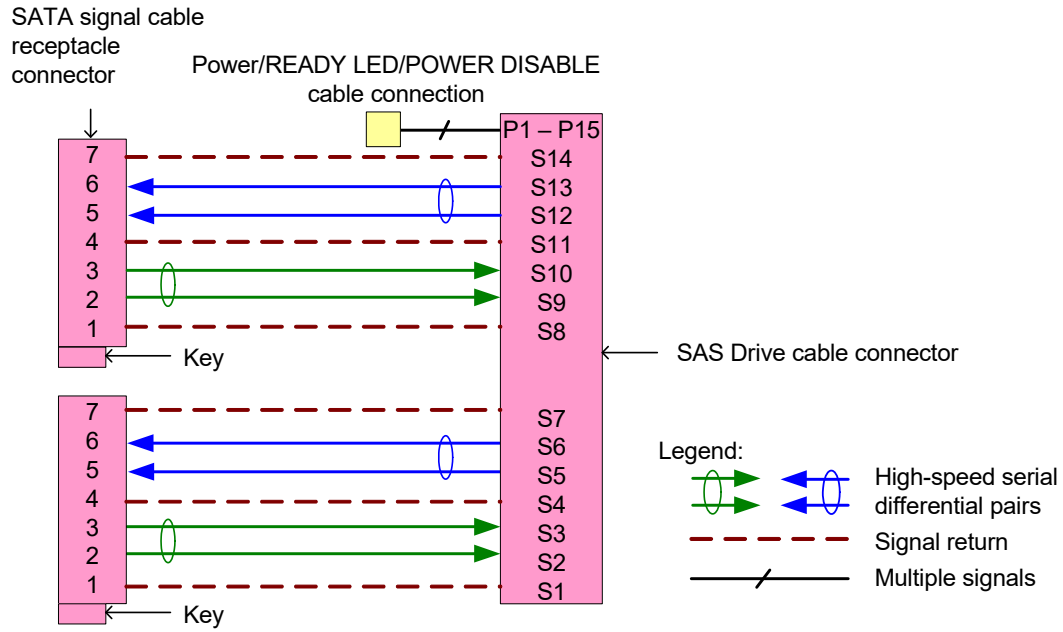 SATA signal cable
receptacle
connector
Power/READY LED/POWER DISABLE
cable connection
P1 – P15
7
S14
6
S13
5
S12
4
S11
3
S10
2
S9
1
S8
Key
SAS Drive cable connector
7
S7
6
S6
5
S5
4
S4
3
S3
2
S2
1
S1
Key
Legend:
High-speed serial
differential pairs
Signal return
Multiple signals